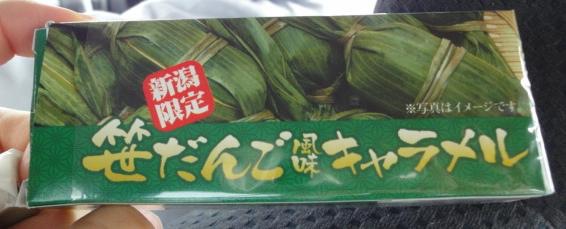 新潟
限定
※写真はイメージです。
笹だんご風味キャラメル